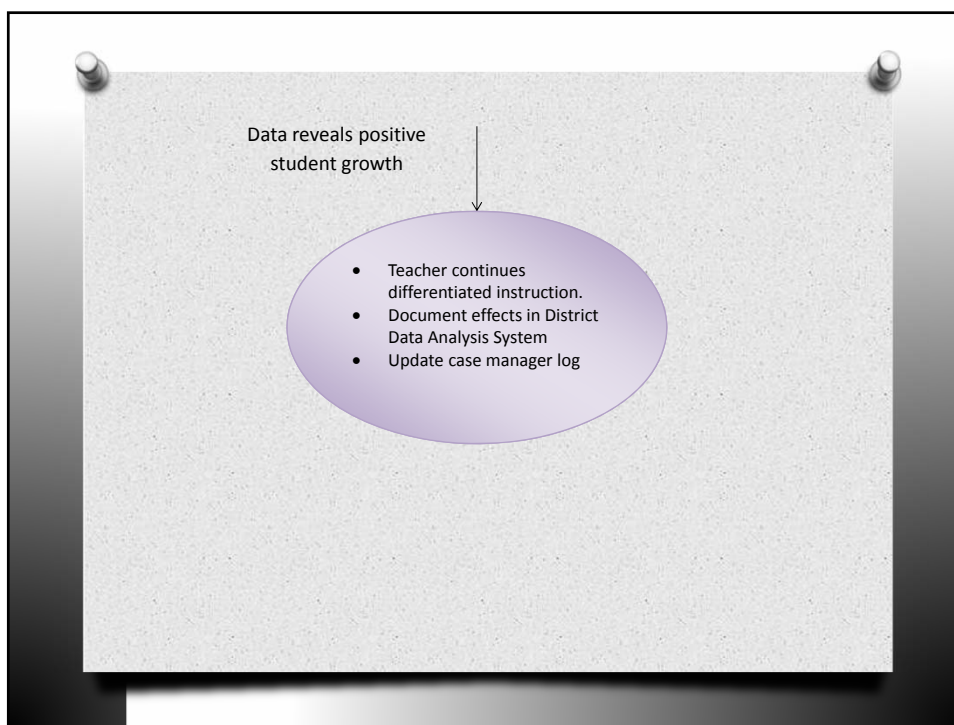 Data reveals positive
student growth
• Teacher continues
differentiated instruction.
• Document effects in District
Data Analysis System
• Update case manager log